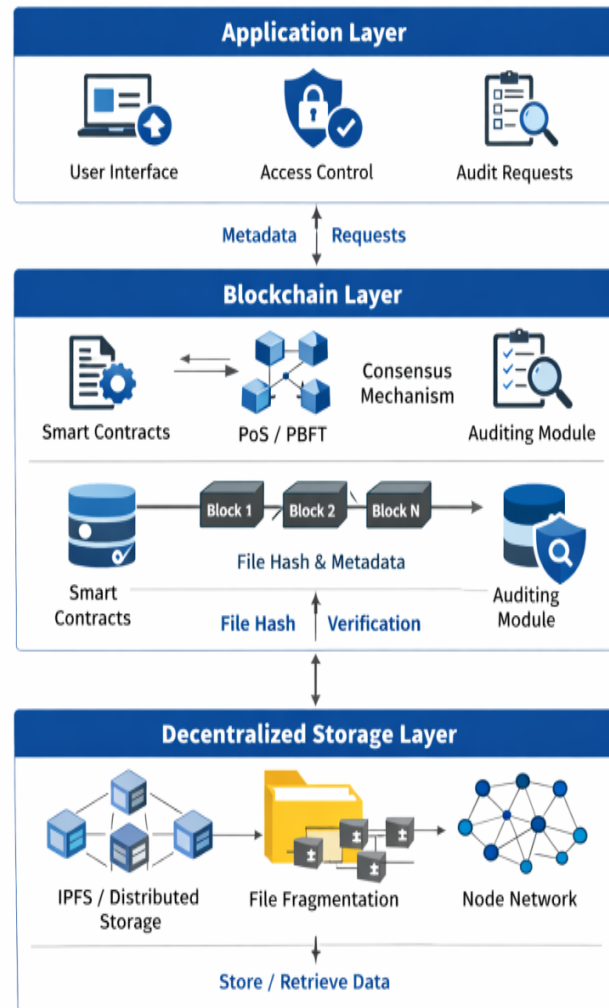 Application Layer
User Interface
Access Control
Audit Requests
Metadata Requests
Blockchain Layer
Smart Contracts
PoS / PBFT
Consensus
Mechanism
Auditing Module
Block 1
Block 2
Block N
File Hash & Metadata
Smart
Contracts
Auditing
Module
File Hash Verification
Decentralized Storage Layer
IPFS / Distributed
Storage
File Fragmentation
Node Network
Store / Retrieve Data